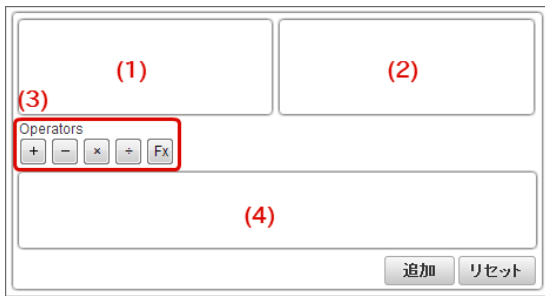 (1)
(2)
(3)
Operators
+ − × ÷ Fx
(4)
追加 リセット